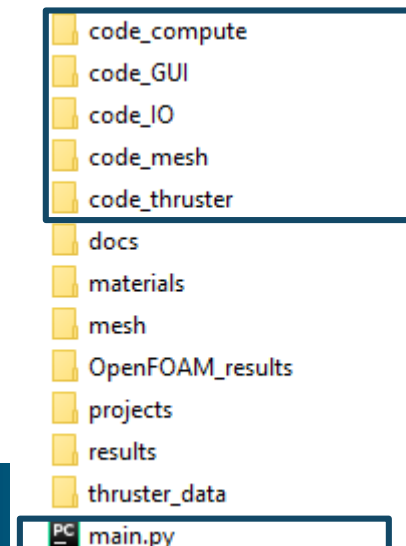 code_compute
code_GUI
code_IO
code_mesh
code_thruster
docs
materials
mesh
OpenFOAM_results
projects
results
thruster_data
PC main.py